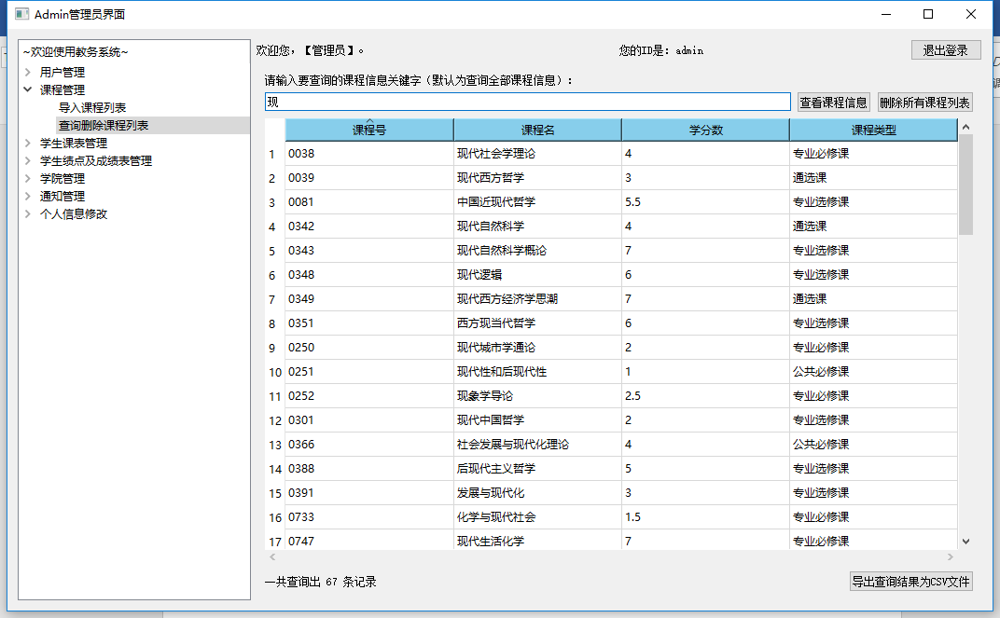 Admin管理员界面
~欢迎使用教务系统~
用户管理
课程管理
导入课程列表
查询删除课程列表
学生课表管理
学生绩点及成绩表管理
学院管理
通知管理
个人信息修改
欢迎您，【管理员】。 您的ID是: admin 退出登录
请输入要查询的课程信息关键字（默认为查询全部课程信息）:
现 查看课程信息 删除所有课程列表
课程号 课程名 学分数 课程类型
1 0038 现代社会学理论 4 专业必修课
2 0039 现代西方哲学 3 通选课
3 0081 中国近现代哲学 5.5 专业选修课
4 0342 现代自然科学 4 通选课
5 0343 现代自然科学概论 7 专业选修课
6 0348 现代逻辑 6 专业选修课
7 0349 现代西方经济学思潮 7 通选课
8 0351 西方现当代哲学 6 专业选修课
9 0250 现代城市学通论 2 专业必修课
10 0251 现代性和后现代性 1 公共必修课
11 0252 现象学导论 2.5 专业必修课
12 0301 现代中国哲学 2 专业必修课
13 0366 社会发展与现代化理论 4 公共必修课
14 0388 后现代主义哲学 5 专业选修课
15 0391 发展与现代化 3 专业选修课
16 0733 化学与现代社会 1.5 专业必修课
17 0747 现代生活化学 7 专业必修课
一共查询出 67 条记录 导出查询结果为CSV文件